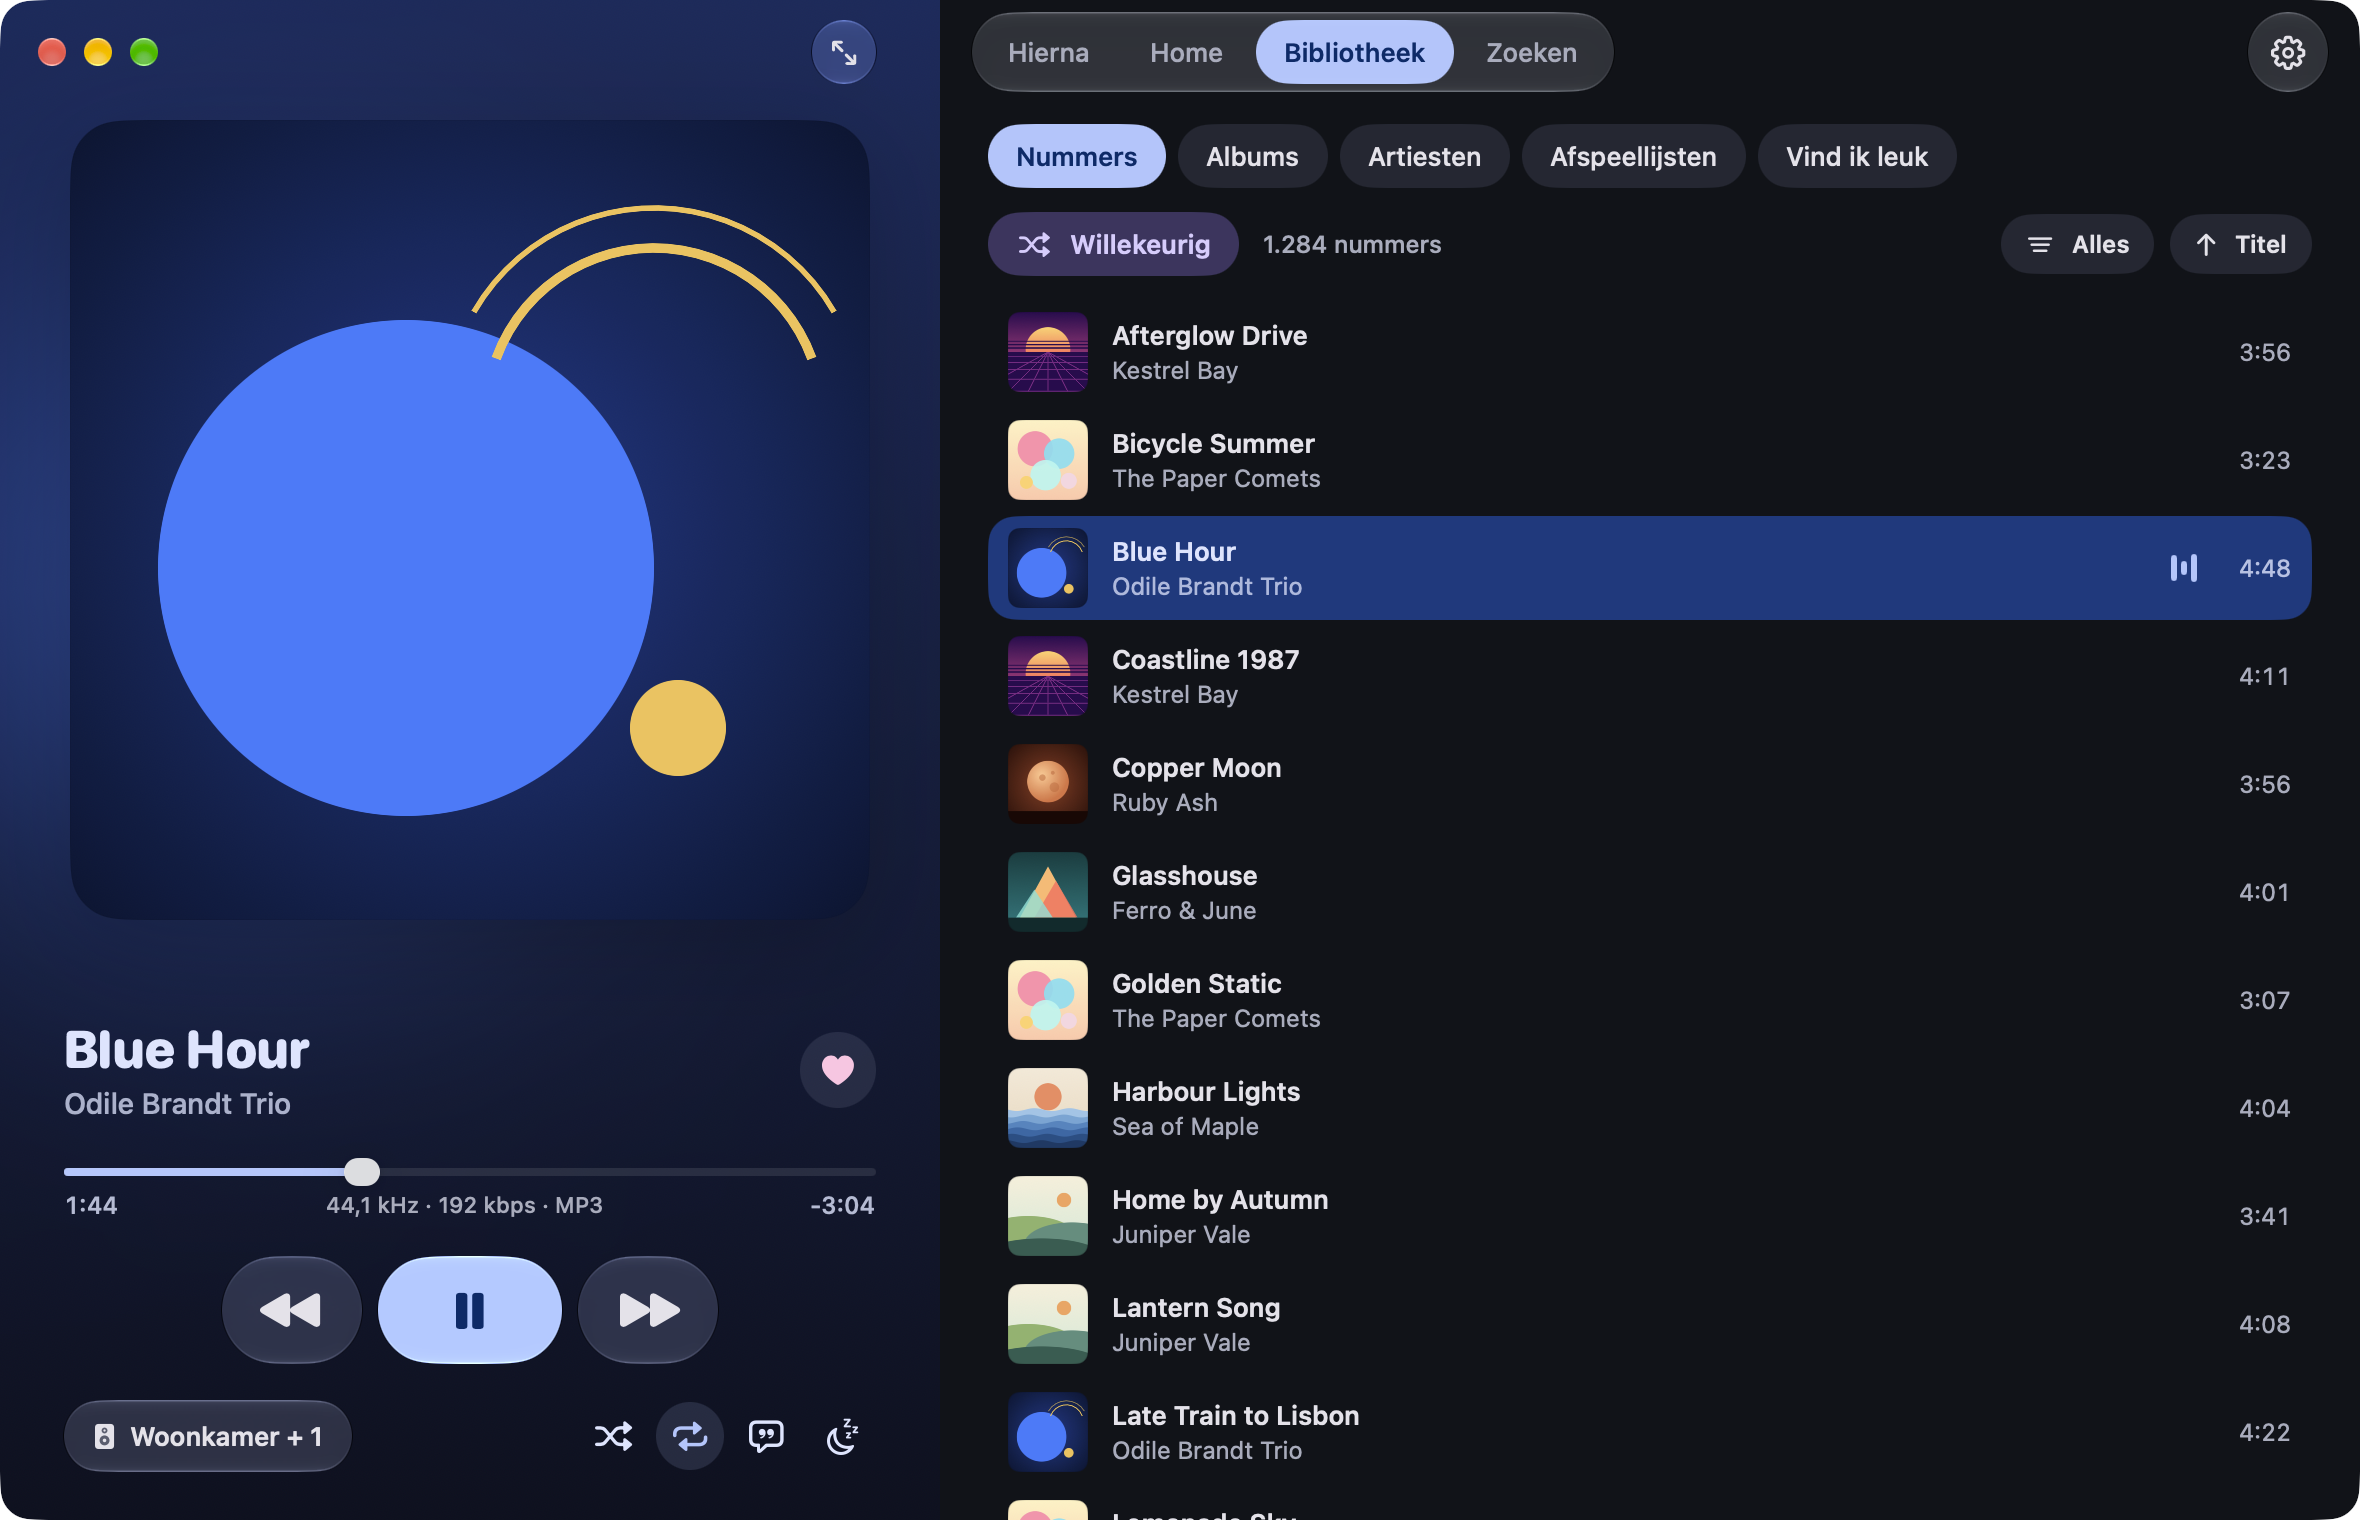 Hierna
Home
Bibliotheek
Zoeken
Nummers
Albums
Artiesten
Afspeellijsten
Vind ik leuk
Willekeurig
1.284 nummers
Alles
Titel
Afterglow Drive
Kestrel Bay
3:56
Bicycle Summer
The Paper Comets
3:23
Blue Hour
Odile Brandt Trio
4:48
Coastline 1987
Kestrel Bay
4:11
Copper Moon
Ruby Ash
3:56
Glasshouse
Ferro & June
4:01
Golden Static
The Paper Comets
3:07
Harbour Lights
Sea of Maple
4:04
Home by Autumn
Juniper Vale
3:41
Lantern Song
Juniper Vale
4:08
Late Train to Lisbon
Odile Brandt Trio
4:22
Blue Hour
Odile Brandt Trio
1:44
44,1 kHz · 192 kbps · MP3
-3:04
Woonkamer + 1